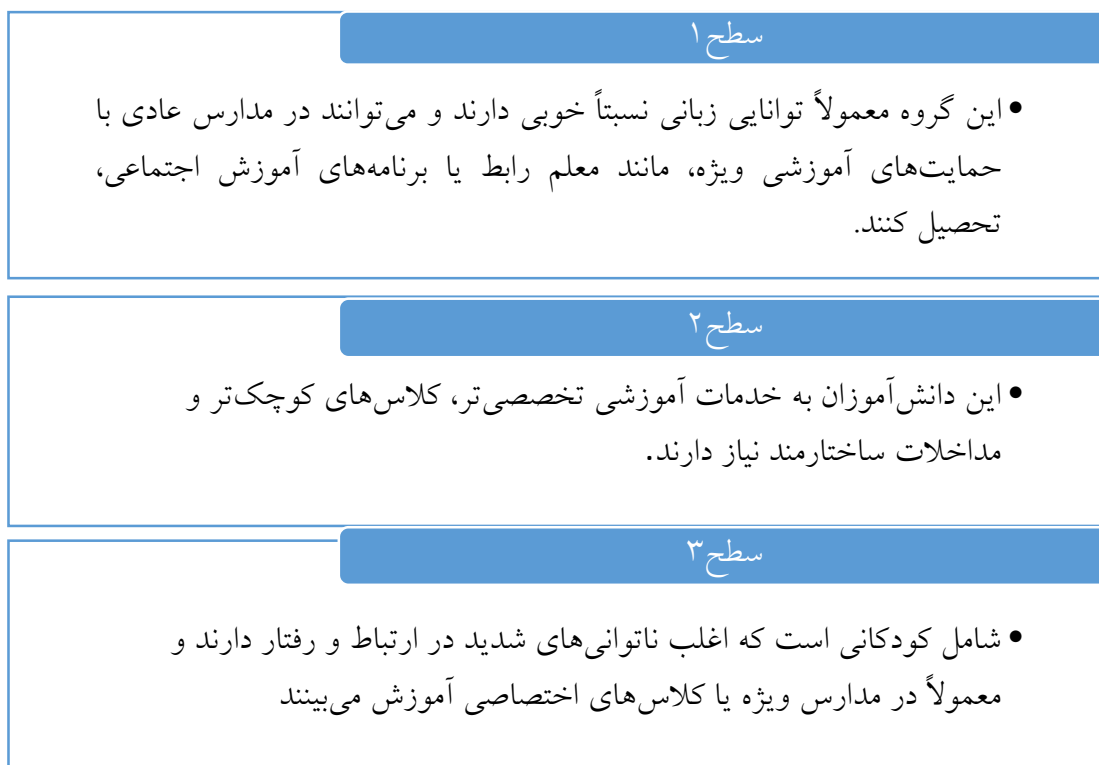 سطح۱
• این گروه معمولاً توانایی زبانی نسبتاً خوبی دارند و می‌توانند در مدارس عادی با
حمایت‌های آموزشی ویژه، مانند معلم رابط یا برنامه‌های آموزش اجتماعی،
تحصیل کنند.
سطح۲
• این دانش‌آموزان به خدمات آموزشی تخصصی‌تر، کلاس‌های کوچک‌تر و
مداخلات ساختارمند نیاز دارند.
سطح۳
• شامل کودکانی است که اغلب ناتوانی‌های شدید در ارتباط و رفتار دارند و
معمولاً در مدارس ویژه یا کلاس‌های اختصاصی آموزش می‌بینند